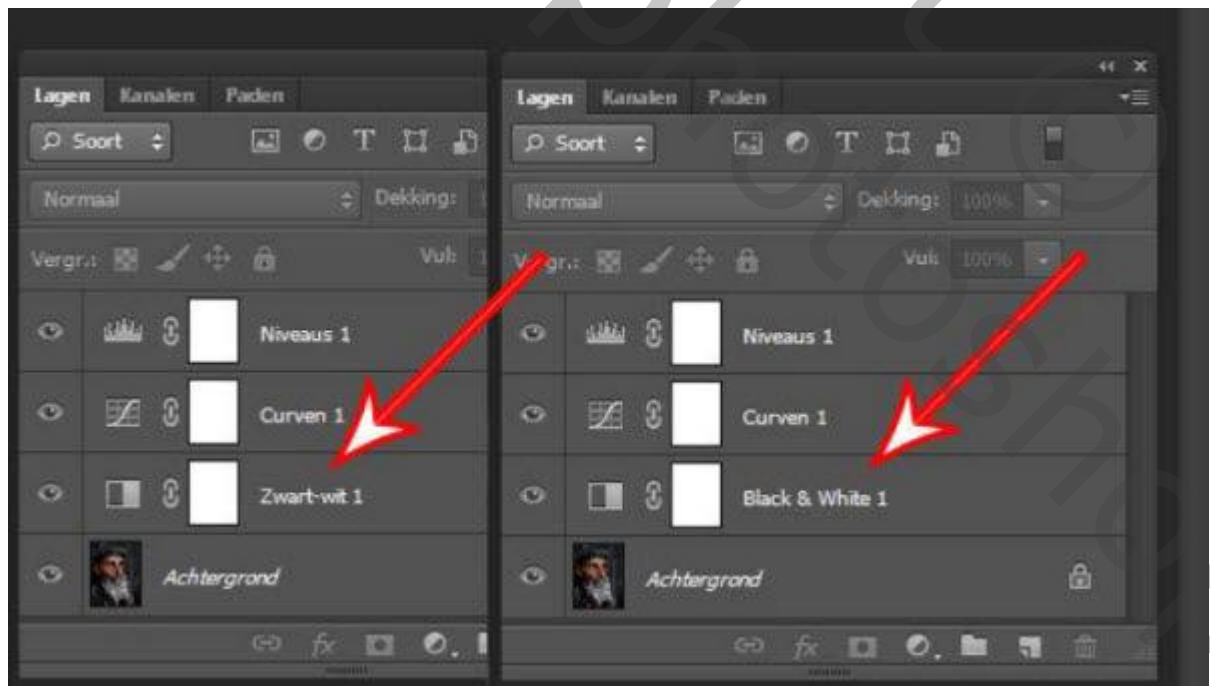 Lagen Kanalen Paden
Soort
Normaal Dekking:
Vergr.: Vul:
Niveaus 1
Curven 1
Zwart-wit 1
Achtergrond
fx
Lagen Kanalen Paden
Soort
Normaal Dekking: 100%
Vergr.: Vul: 100%
Niveaus 1
Curven 1
Black & White 1
Achtergrond
fx